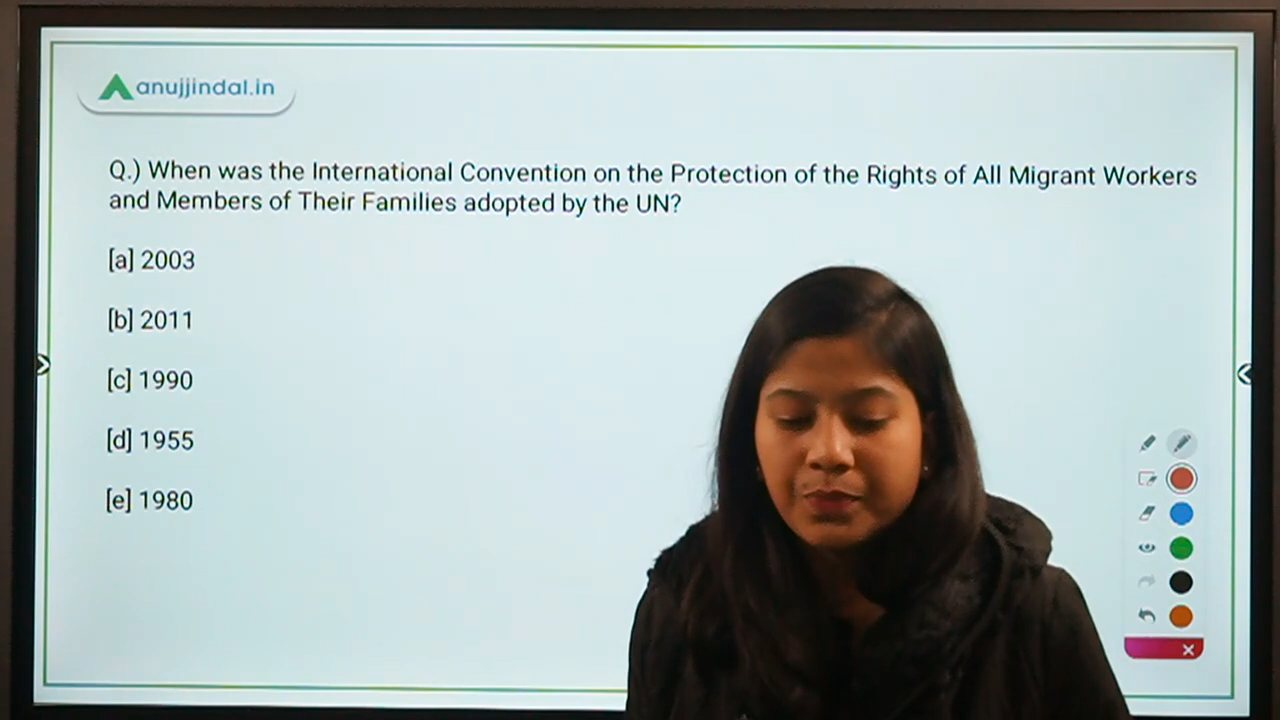 anujjindal.in
Q.) When was the International Convention on the Protection of the Rights of All Migrant Workers
and Members of Their Families adopted by the UN?
[a] 2003
[b] 2011
[c] 1990
[d] 1955
[e] 1980